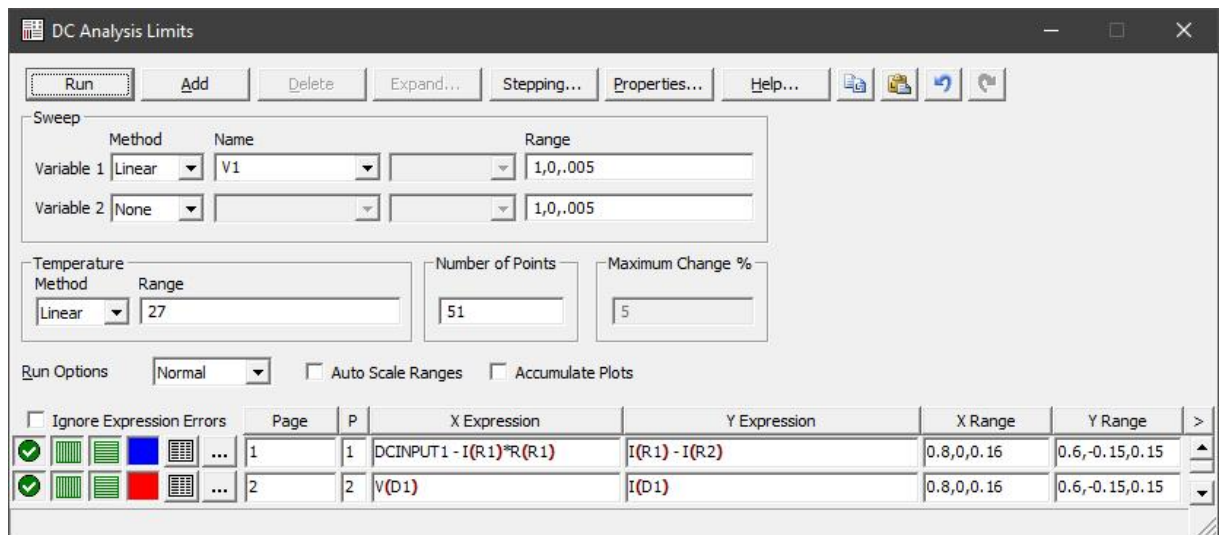 DC Analysis Limits
Run Add Delete Expand... Stepping... Properties... Help...
Sweep
Method Name Range
Variable 1 Linear V1 1,0,.005
Variable 2 None 1,0,.005
Temperature Number of Points Maximum Change %
Method Range
Linear 27 51 5
Run Options Normal Auto Scale Ranges Accumulate Plots
Ignore Expression Errors Page P X Expression Y Expression X Range Y Range >
... 1 1 DCINPUT1 - I(R1)*R(R1) I(R1) - I(R2) 0.8,0,0.16 0.6,-0.15,0.15
... 2 2 V(D1) I(D1) 0.8,0,0.16 0.6,-0.15,0.15